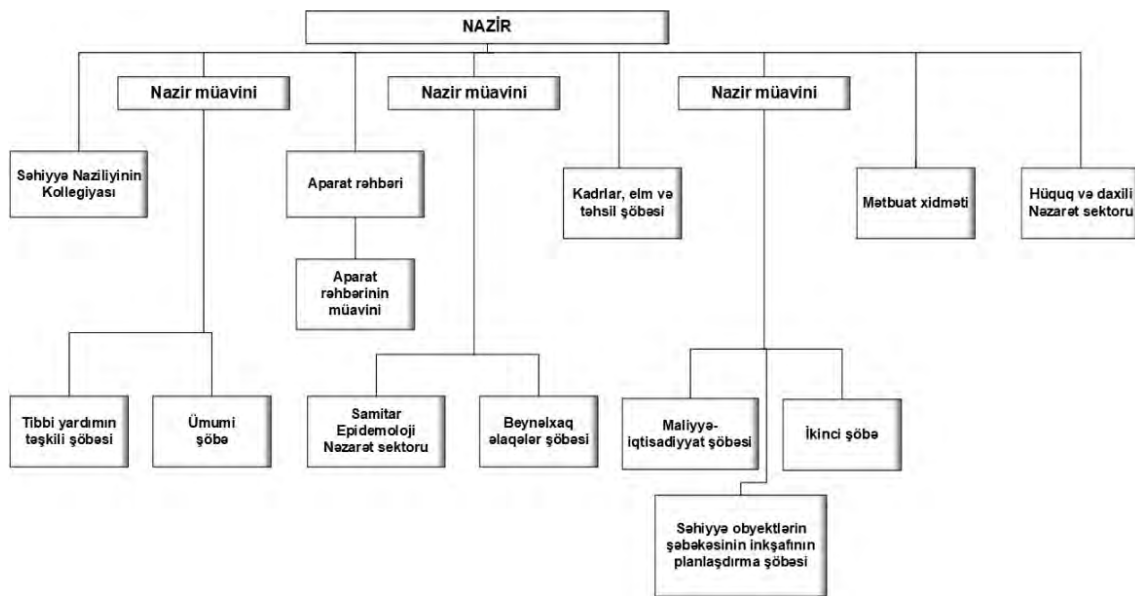 NAZİR
Nazir müavini
Nazir müavini
Nazir müavini
Səhiyyə Naziliyinin
Kollegiyası
Aparat rəhbəri
Kadrlar, elm və
təhsil şöbəsi
Mətbuat xidməti
Hüquq və daxili
Nəzarət sektoru
Aparat
rəhbərinin
müavini
Tibbi yardımın
təşkili şöbəsi
Ümumi
şöbə
Samitar
Epidemoloji
Nəzarət sektoru
Beynəlxaq
əlaqələr şöbəsi
Maliyyə-
iqtisadiyyat şöbəsi
İkinci şöbə
Səhiyyə obyektlərin
şəbəkəsinin inkşafının
planlaşdırma şöbəsi